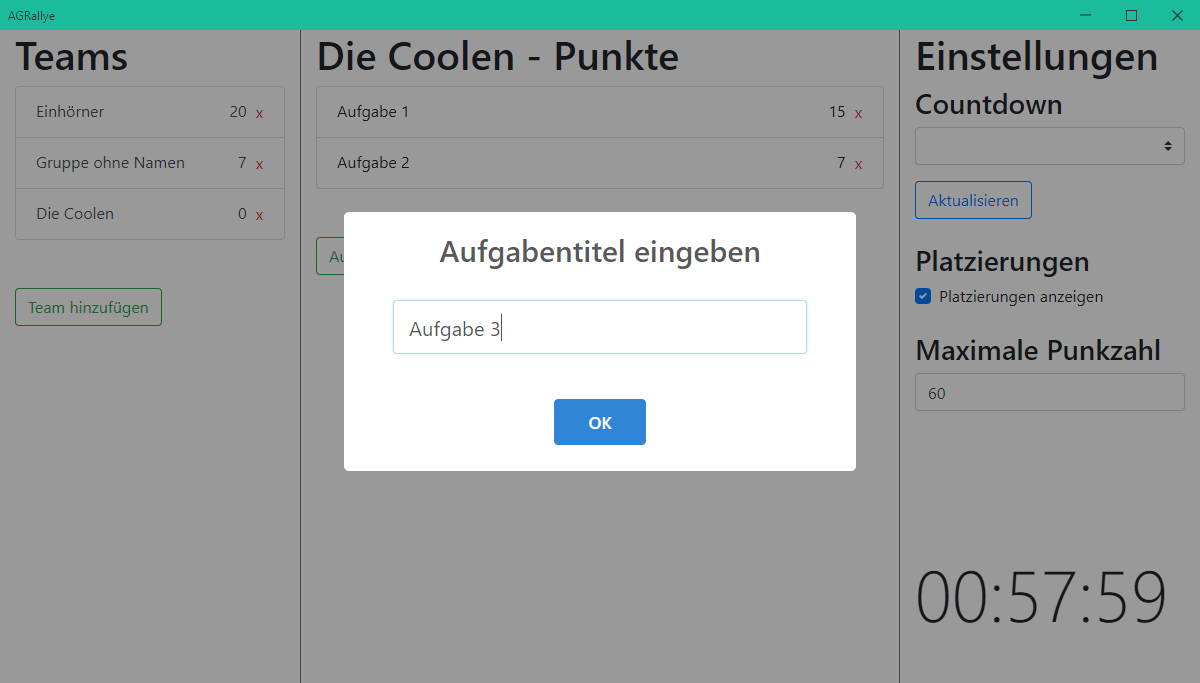 AGRallye
Teams
Einhörner 20 x
Gruppe ohne Namen 7 x
Die Coolen 0 x
Team hinzufügen
Die Coolen - Punkte
Aufgabe 1 15 x
Aufgabe 2 7 x
Au
Aufgabentitel eingeben
Aufgabe 3
OK
Einstellungen
Countdown
Aktualisieren
Platzierungen
Platzierungen anzeigen
Maximale Punkzahl
60
00:57:59